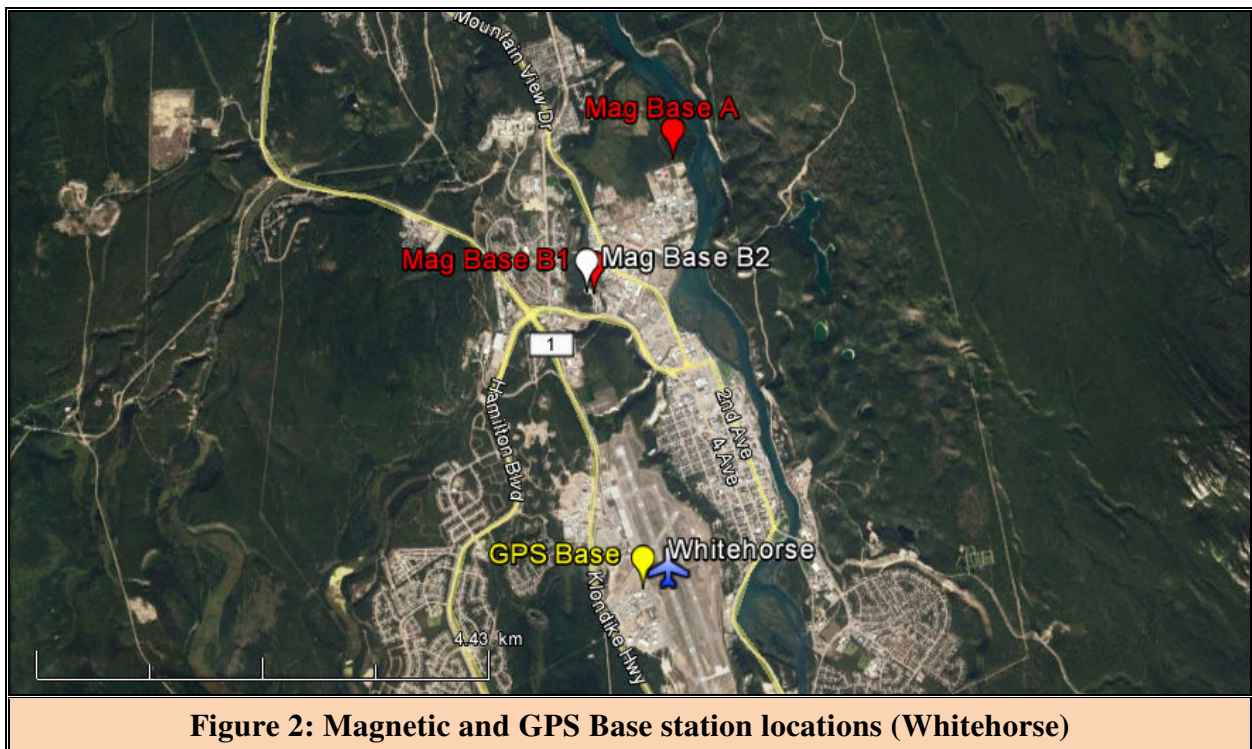 Mountain View Dr
Mag Base A
Mag Base B1
Mag Base B2
1
Hamilton Blvd
2nd Ave
4 Ave
GPS Base
Whitehorse
Klondike Hwy
4.43 km
Figure 2: Magnetic and GPS Base station locations (Whitehorse)